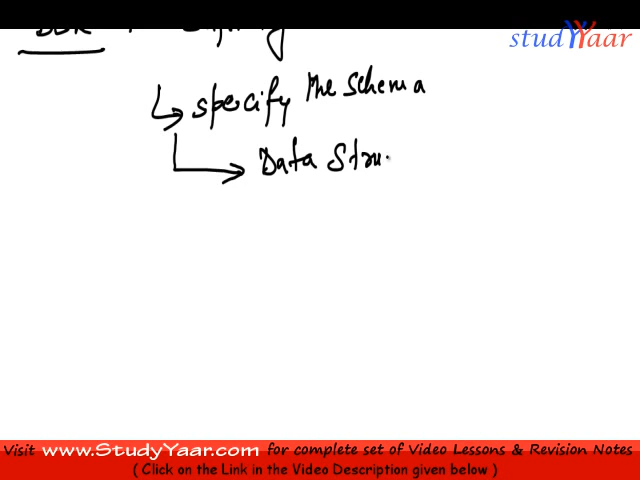 studYYaar
specify the schema
Data Stru
Visit www.StudyYaar.com for complete set of Video Lessons & Revision Notes
( Click on the Link in the Video Description given below )